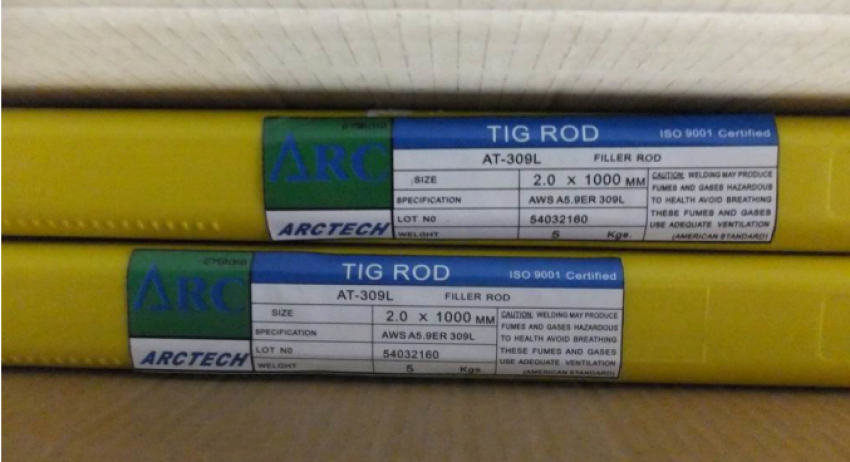 TIG ROD ISO 9001 Certified
ARC
AT-309L FILLER ROD
SIZE 2.0 × 1000 MM
SPECIFICATION AWS A5.9ER 309L
LOT NO 54032160
WELGHT 5 Kgs.
CAUTION: WELDING MAY PRODUCE
FUMES AND GASES HAZARDOUS
TO HEALTH AVOID BREATHING
THESE FUMES AND GASES
USE ADEQUATE VENTILATION
(AMERICAN STANDARD)
ARCTECH
TIG ROD ISO 9001 Certified
ARC
AT-309L FILLER ROD
SIZE 2.0 × 1000 MM
SPECIFICATION AWS A5.9ER 309L
LOT NO 54032160
WELGHT 5 Kgs.
CAUTION: WELDING MAY PRODUCE
FUMES AND GASES HAZARDOUS
TO HEALTH AVOID BREATHING
THESE FUMES AND GASES
USE ADEQUATE VENTILATION
(AMERICAN STANDARD)
ARCTECH